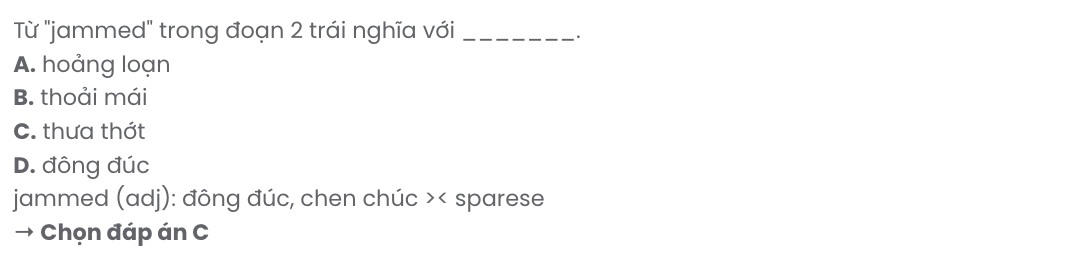 Từ "jammed" trong đoạn 2 trái nghĩa với _______.
A. hoảng loạn
B. thoải mái
C. thưa thớt
D. đông đúc
jammed (adj): đông đúc, chen chúc >< sparese
→ Chọn đáp án C